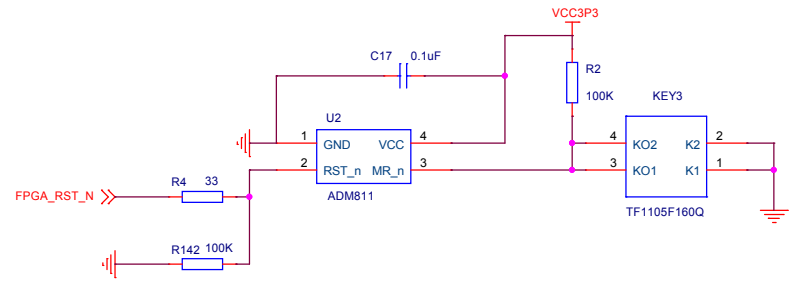 VCC3P3
C17 0.1uF
R2
100K
KEY3
U2
1 GND VCC 4
2 RST_n MR_n 3
ADM811
4 KO2 K2 2
3 KO1 K1 1
TF1105F160Q
R4 33
FPGA_RST_N
R142 100K